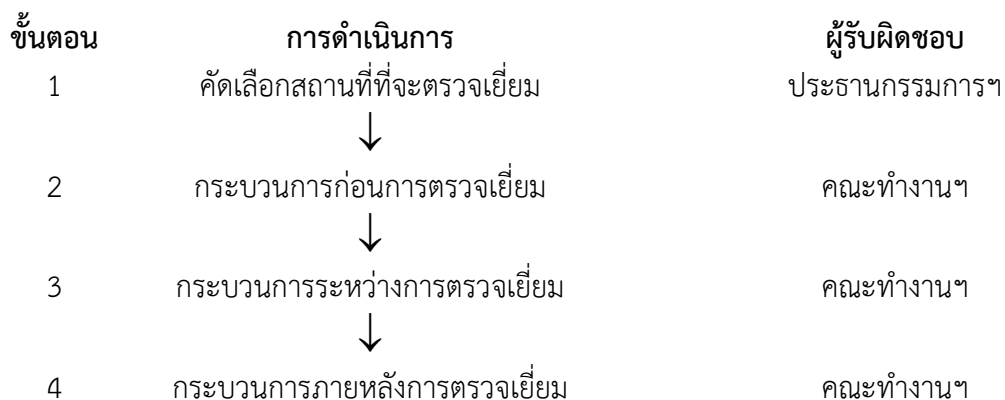 ขั้นตอน การดำเนินการ ผู้รับผิดชอบ
1 คัดเลือกสถานที่ที่จะตรวจเยี่ยม ประธานกรรมการฯ
↓
2 กระบวนการก่อนการตรวจเยี่ยม คณะทำงานฯ
↓
3 กระบวนการระหว่างการตรวจเยี่ยม คณะทำงานฯ
↓
4 กระบวนการภายหลังการตรวจเยี่ยม คณะทำงานฯ